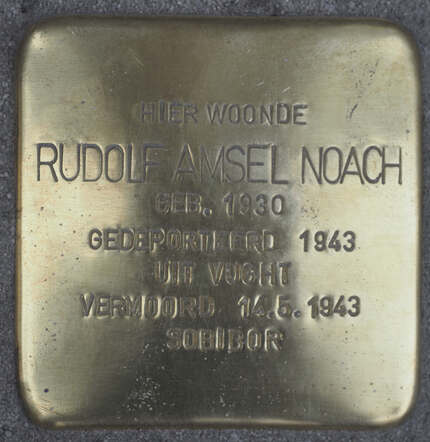 HIER WOONDE
RUDOLF AMSEL NOACH
GEB. 1930
GEDEPORTEERD 1943
UIT VUGHT
VERMOORD 14.5.1943
SOBIBOR